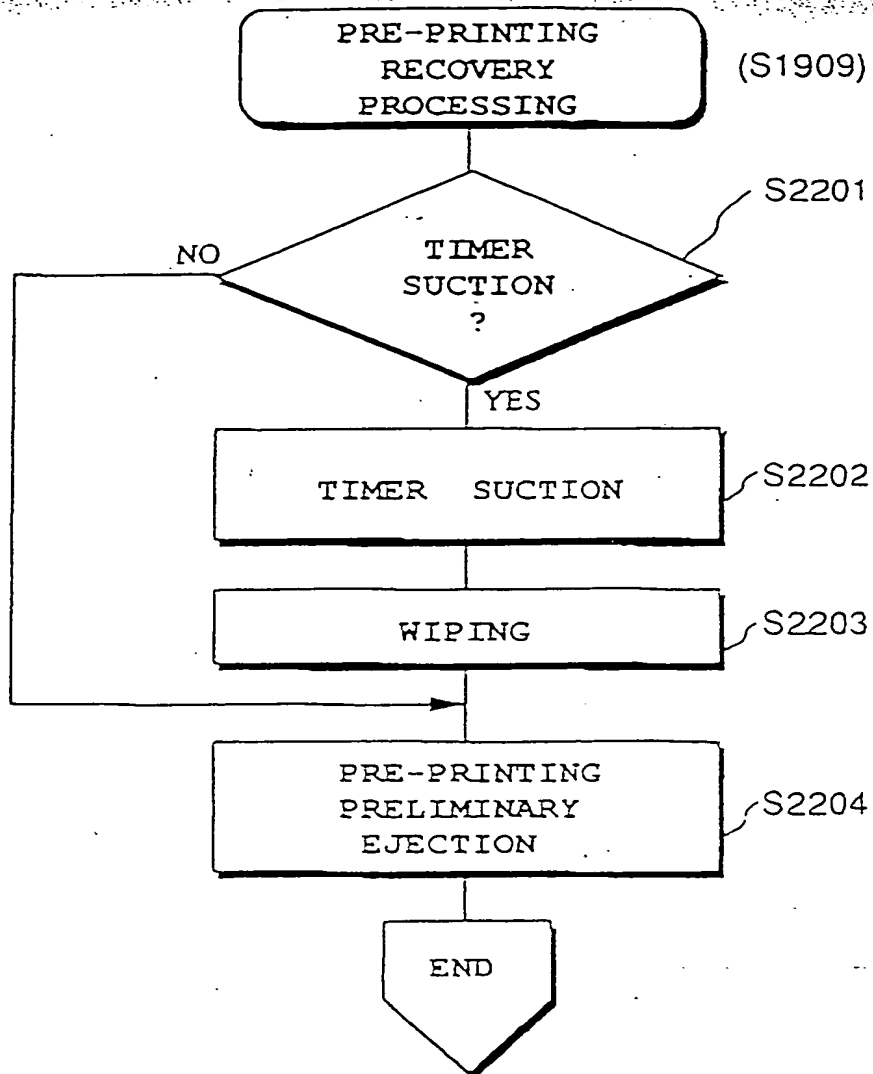 PRE-PRINTING
RECOVERY
PROCESSING
(S1909)
S2201
TIMER
SUCTION
?
NO
YES
TIMER SUCTION
S2202
WIPING
S2203
PRE-PRINTING
PRELIMINARY
EJECTION
S2204
END